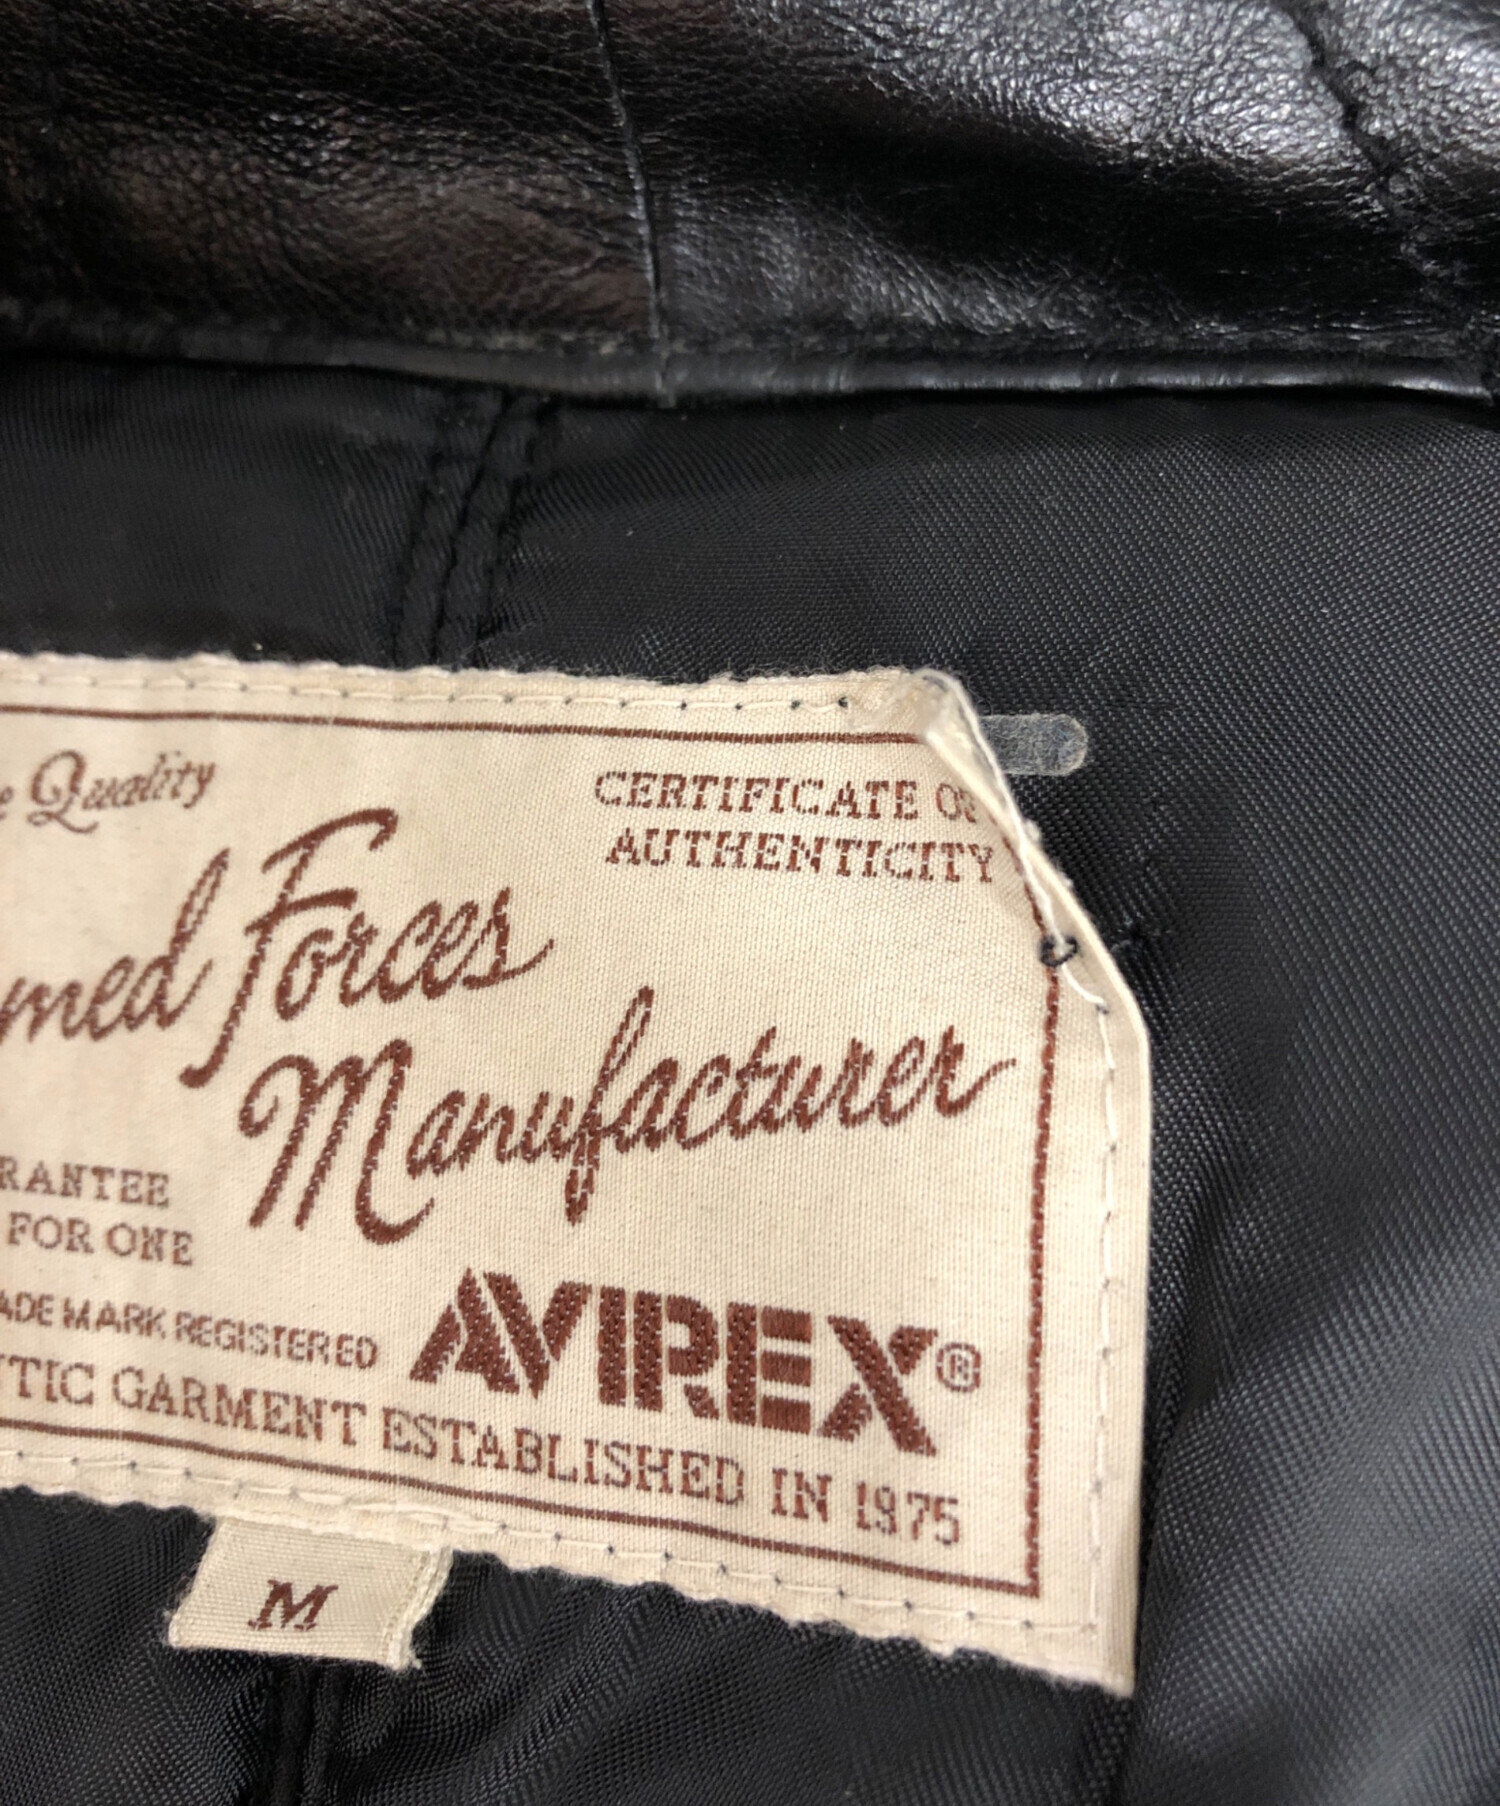 Quality
CERTIFICATE OF
AUTHENTICITY
med Forces
Manufacturer
RANTEE
FOR ONE
ADE MARK REGISTERED
AVIREX®
TIC GARMENT ESTABLISHED IN 1975
M